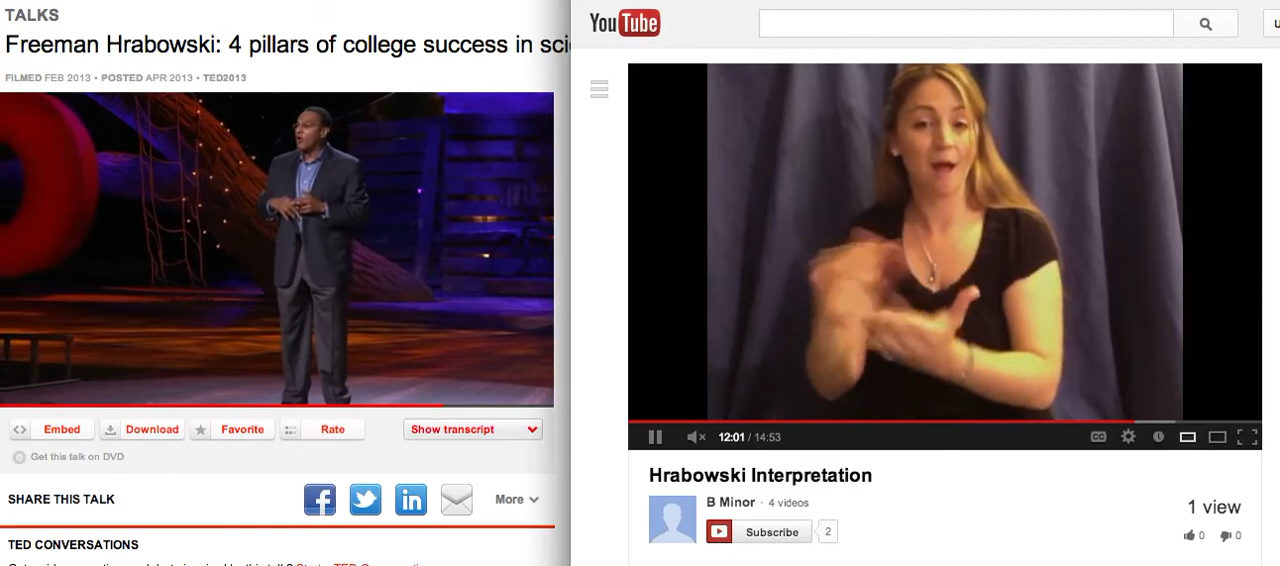 TALKS
Freeman Hrabowski: 4 pillars of college success in sci
FILMED FEB 2013 • POSTED APR 2013 • TED2013
Embed
Download
Favorite
Rate
Show transcript
Get this talk on DVD
SHARE THIS TALK
More
TED CONVERSATIONS
YouTube
CC
12:01 / 14:53
Hrabowski Interpretation
B Minor · 4 videos
Subscribe
2
1 view
0
0